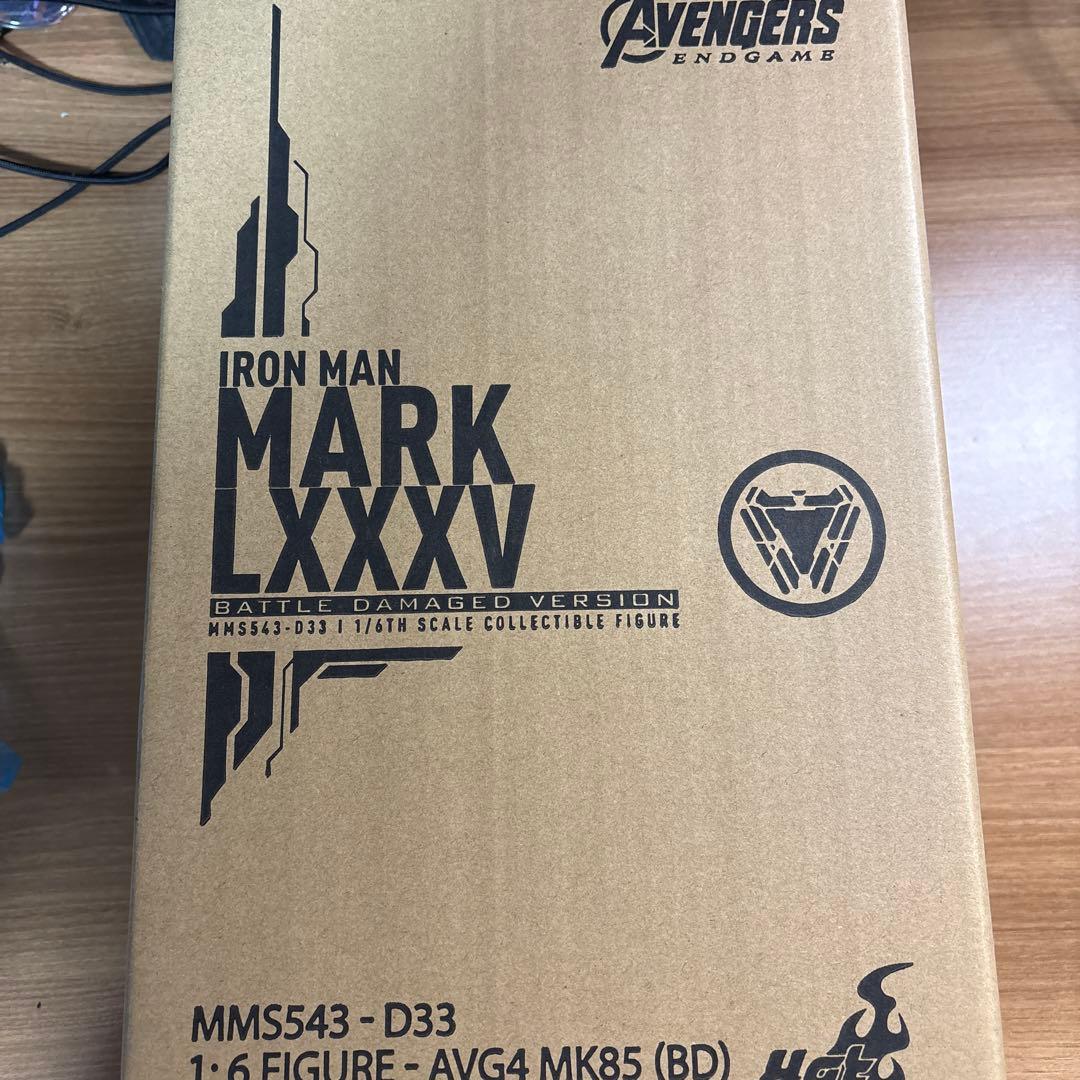 AVENGERS
ENDGAME
IRON MAN
MARK
LXXXV
BATTLE DAMAGED VERSION
MMS543-D33 | 1/6TH SCALE COLLECTIBLE FIGURE
MMS543 - D33
1:6 FIGURE - AVG4 MK85 (BD)
Hot